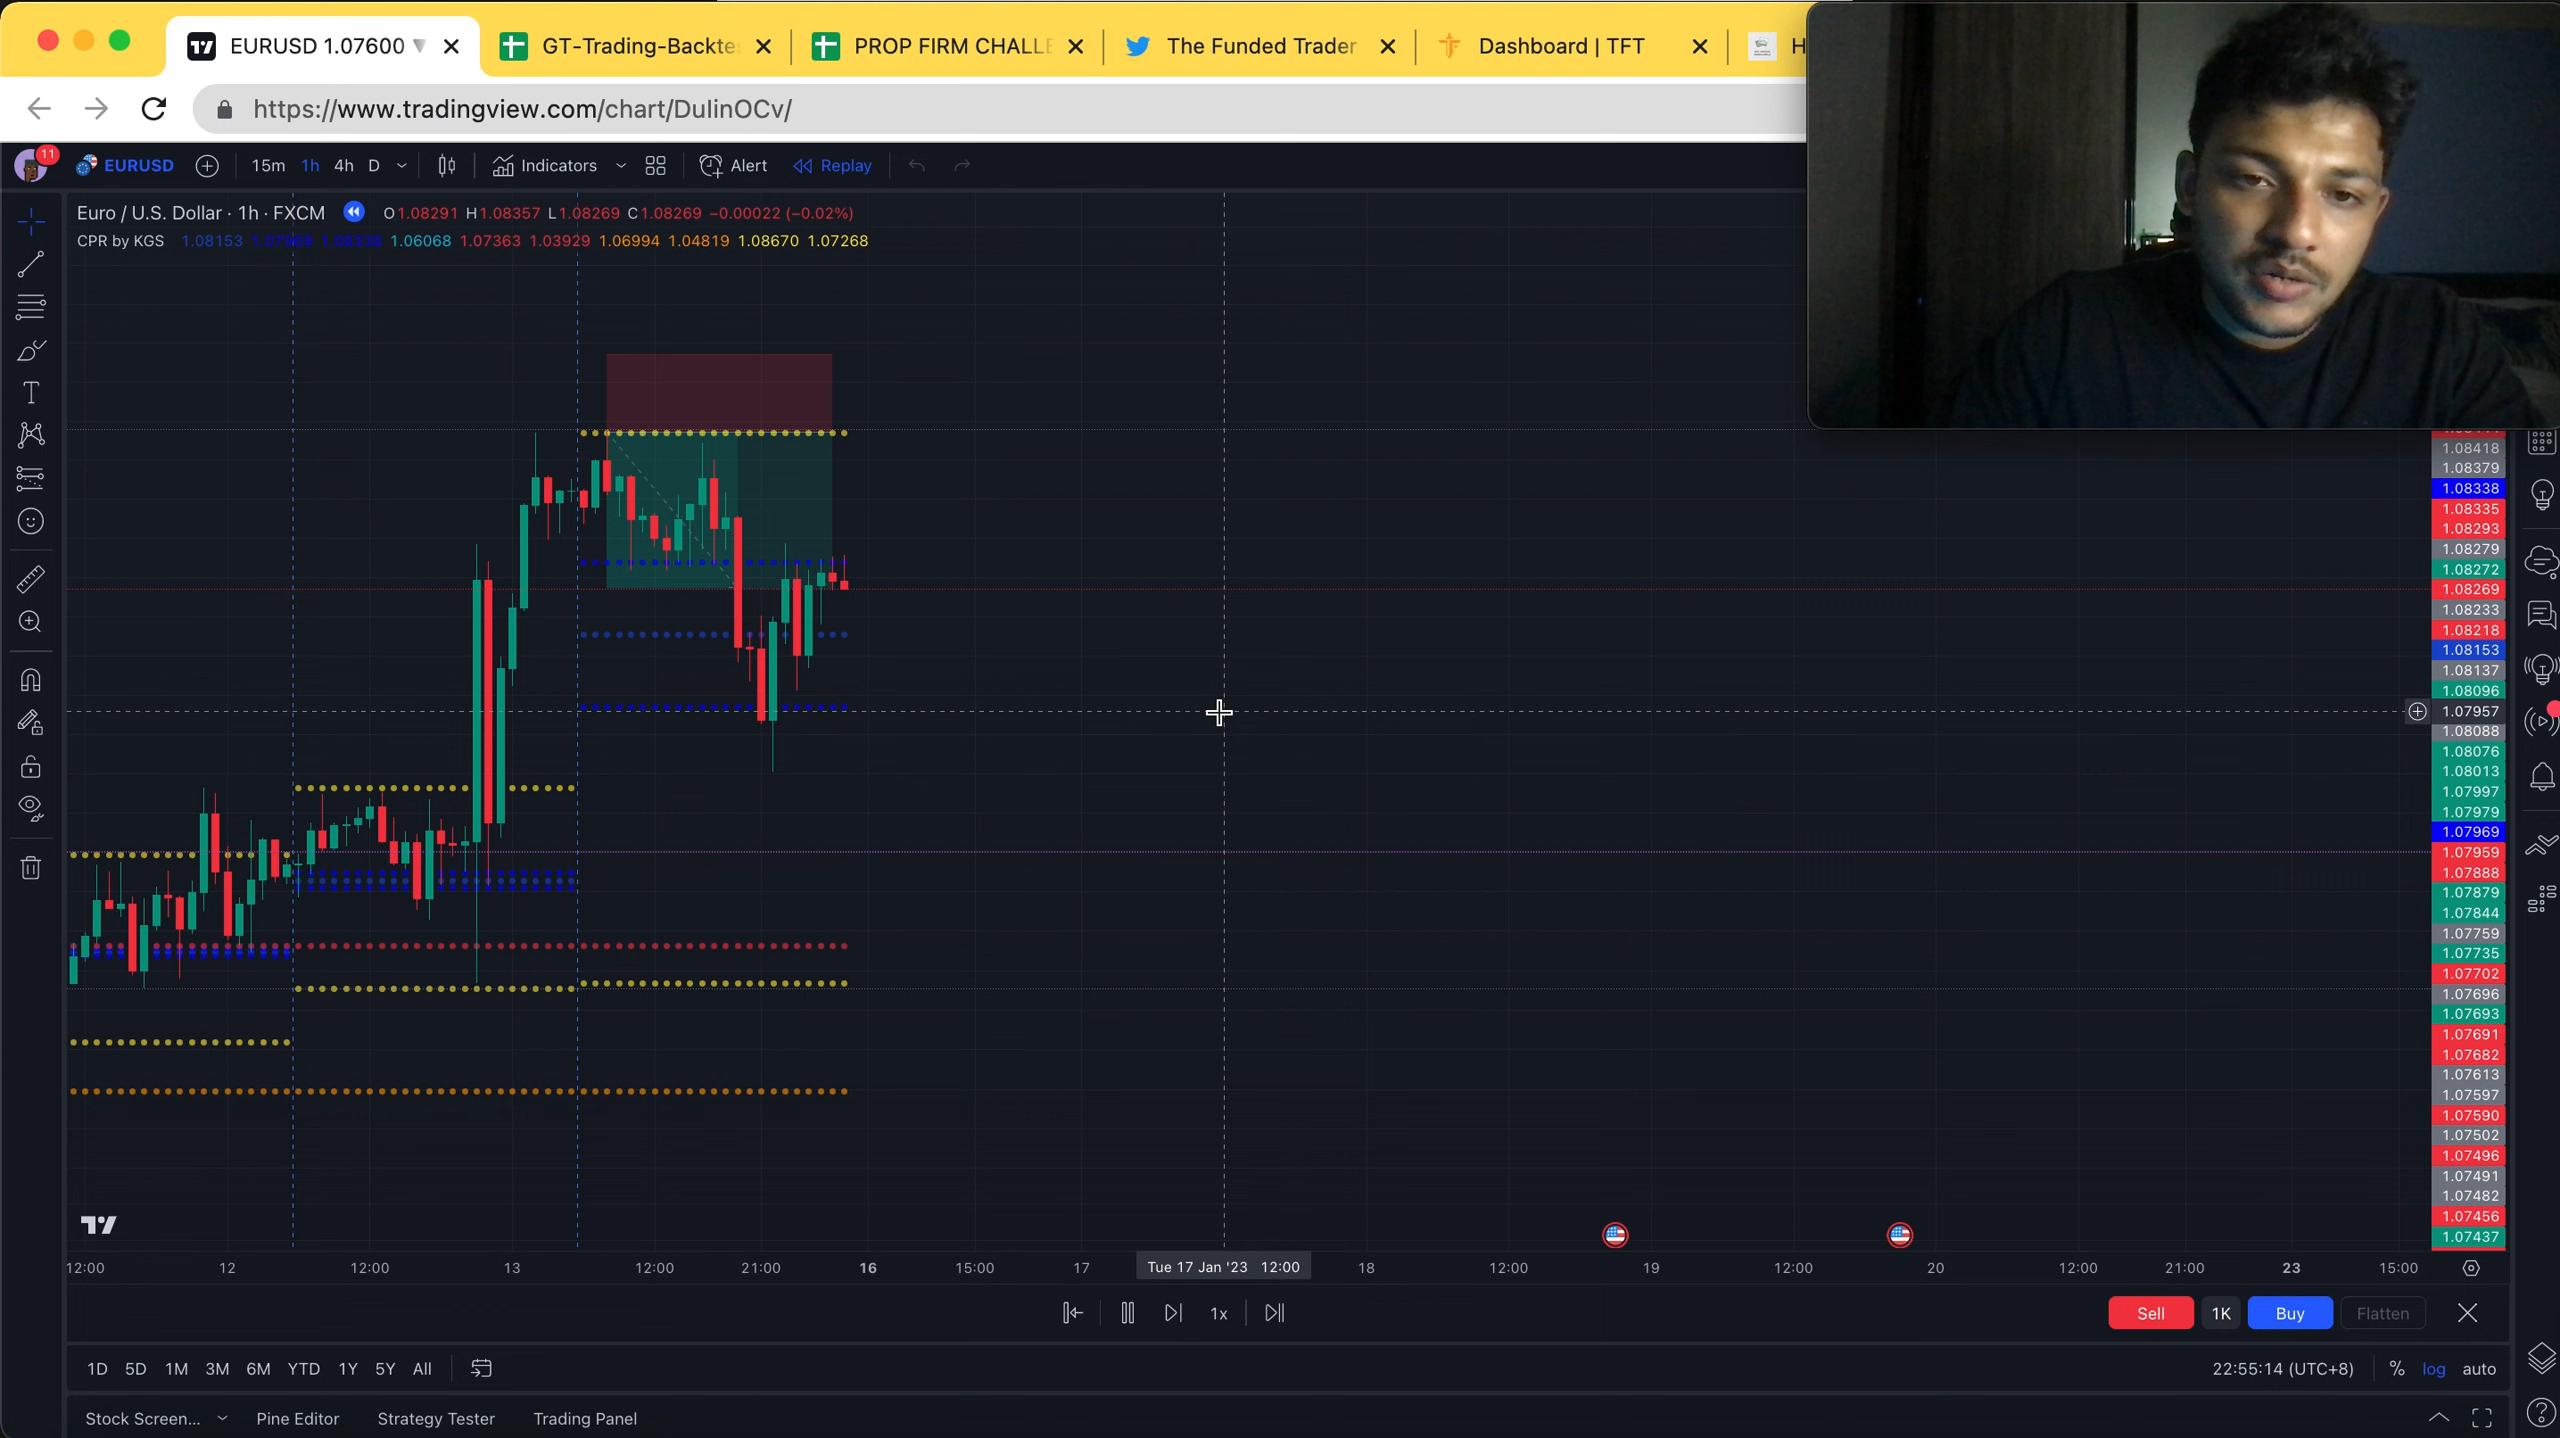 EURUSD 1.07600
GT-Trading-Backte
PROP FIRM CHALLE
The Funded Trader
Dashboard | TFT
H
https://www.tradingview.com/chart/DulinOCv/
11
EURUSD
15m
1h
4h
D
Indicators
Alert
Replay
Euro / U.S. Dollar · 1h · FXCM
O1.08291 H1.08357 L1.08269 C1.08269 −0.00022 (−0.02%)
CPR by KGS 1.08153 1.07969 1.08338 1.06068 1.07363 1.03929 1.06994 1.04819 1.08670 1.07268
1.08418
1.08379
1.08338
1.08335
1.08293
1.08279
1.08272
1.08269
1.08233
1.08218
1.08153
1.08137
1.08096
1.07957
1.08088
1.08076
1.08013
1.07997
1.07979
1.07969
1.07959
1.07888
1.07879
1.07844
1.07759
1.07735
1.07702
1.07696
1.07693
1.07691
1.07682
1.07613
1.07597
1.07590
1.07502
1.07496
1.07491
1.07482
1.07456
1.07437
12:00 12 12:00 13 12:00 21:00 16 15:00 17 Tue 17 Jan '23 12:00 18 12:00 19 12:00 20 12:00 21:00 23 15:00
1x
Sell
1K
Buy
Flatten
1D 5D 1M 3M 6M YTD 1Y 5Y All
22:55:14 (UTC+8) % log auto
Stock Screen... Pine Editor Strategy Tester Trading Panel